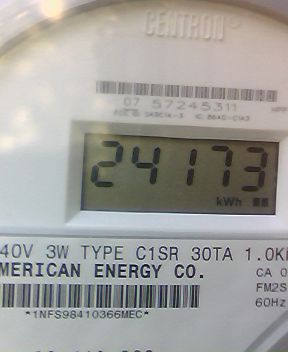 CENTRON
07 57245311
24173
kWh
40V 3W TYPE C1SR 30TA 1.0K
MERICAN ENERGY CO.
CA 0
FM2S
60Hz
*1NFS98410366MEC*